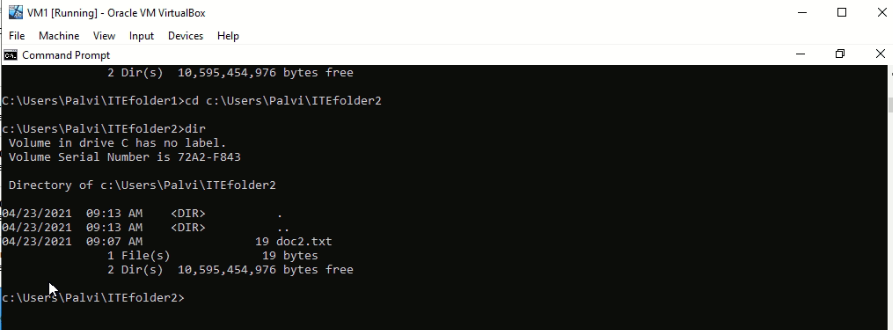 VM1 [Running] - Oracle VM VirtualBox
File Machine View Input Devices Help
Command Prompt
2 Dir(s) 10,595,454,976 bytes free
C:\Users\Palvi\ITEfolder1>cd c:\Users\Palvi\ITEfolder2
c:\Users\Palvi\ITEfolder2>dir
Volume in drive C has no label.
Volume Serial Number is 72A2-F843
Directory of c:\Users\Palvi\ITEfolder2
04/23/2021 09:13 AM <DIR> .
04/23/2021 09:13 AM <DIR> ..
04/23/2021 09:07 AM 19 doc2.txt
1 File(s) 19 bytes
2 Dir(s) 10,595,454,976 bytes free
c:\Users\Palvi\ITEfolder2>